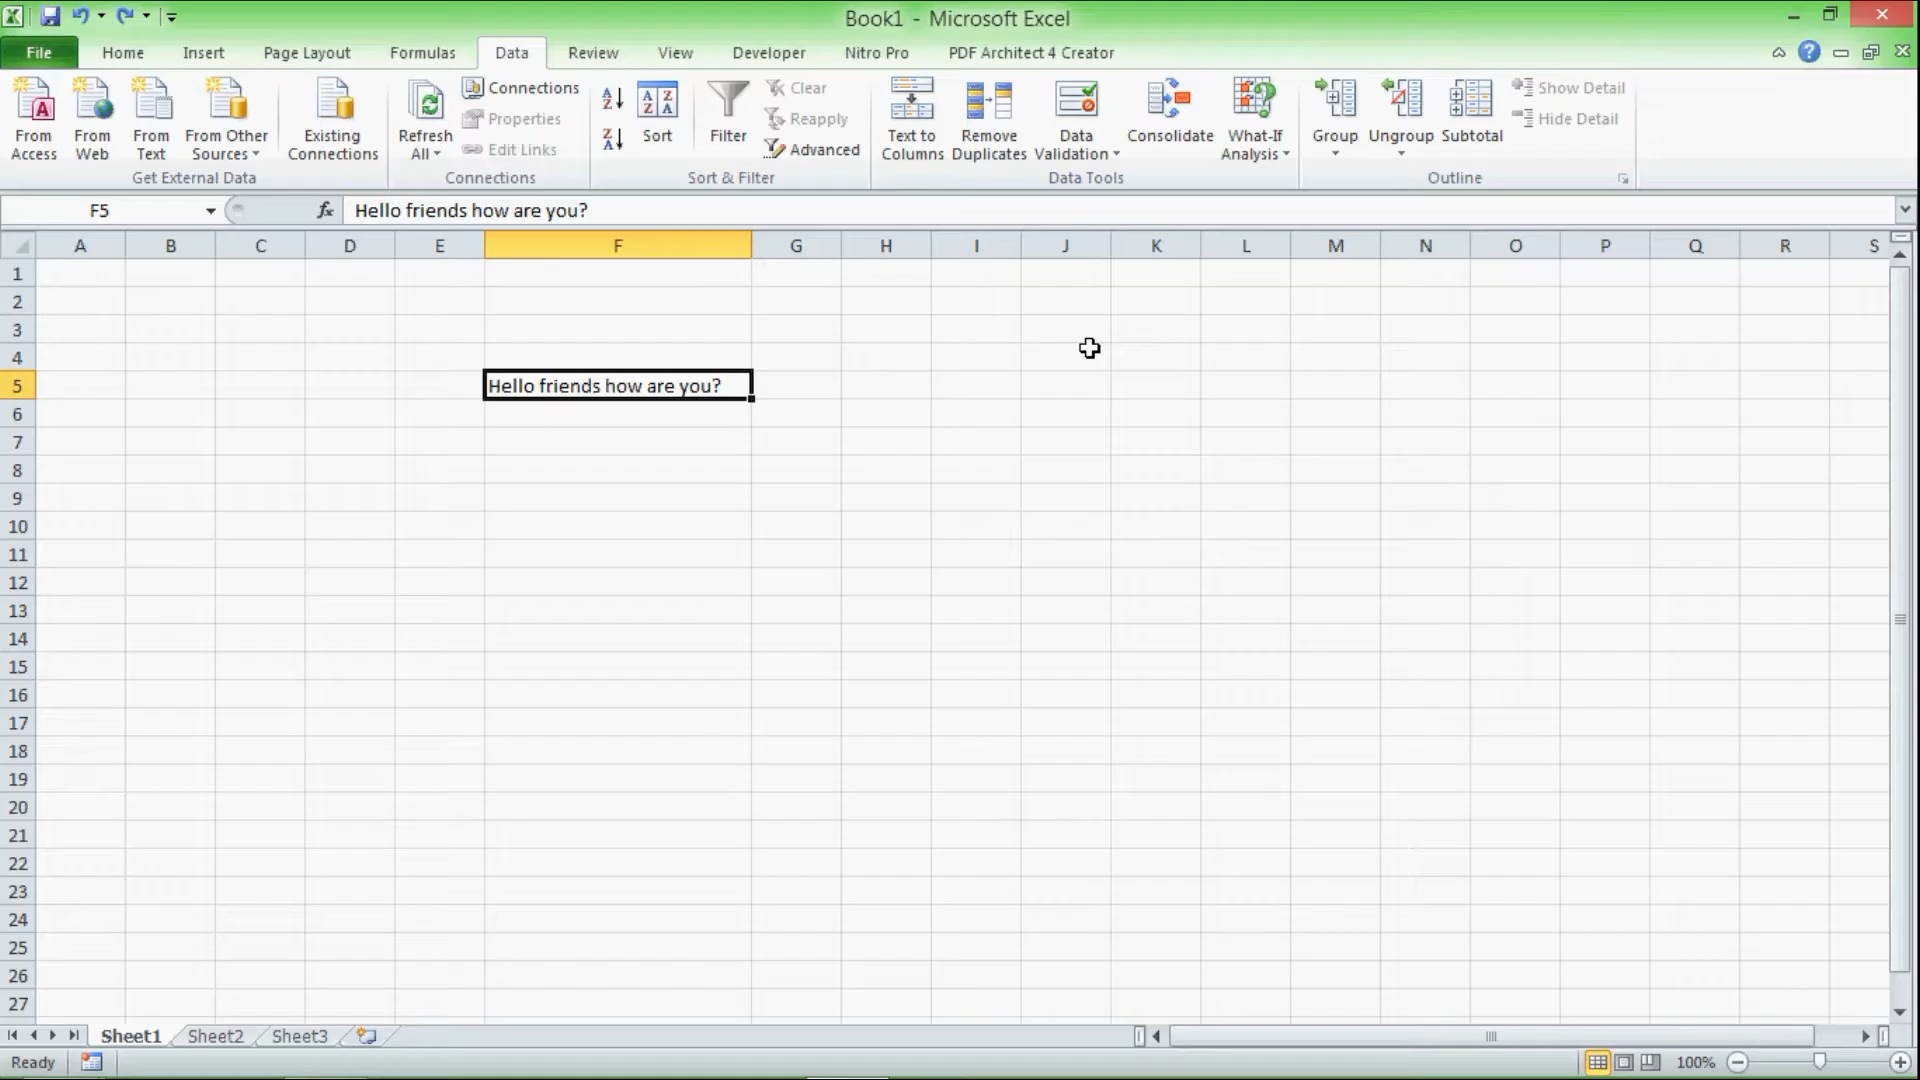 Book1 - Microsoft Excel
File Home Insert Page Layout Formulas Data Review View Developer Nitro Pro PDF Architect 4 Creator
From Access
From Web
From Text
From Other Sources
Existing Connections
Get External Data
Refresh All
Connections
Properties
Edit Links
Connections
Sort
Filter
Clear
Reapply
Advanced
Sort & Filter
Text to Columns
Remove Duplicates
Data Validation
Consolidate
What-If Analysis
Data Tools
Group
Ungroup
Subtotal
Show Detail
Hide Detail
Outline
F5 fx Hello friends how are you?
A B C D E F G H I J K L M N O P Q R S
1
2
3
4
5 Hello friends how are you?
6
7
8
9
10
11
12
13
14
15
16
17
18
19
20
21
22
23
24
25
26
27
Sheet1 Sheet2 Sheet3
Ready 100%